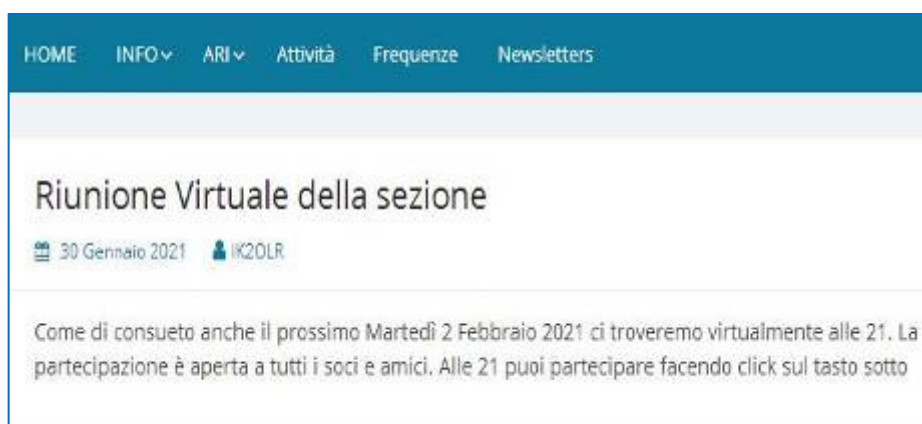 HOME INFO ARI Attività Frequenze Newsletters
Riunione Virtuale della sezione
30 Gennaio 2021 IK2OLR
Come di consueto anche il prossimo Martedì 2 Febbraio 2021 ci troveremo virtualmente alle 21. La
partecipazione è aperta a tutti i soci e amici. Alle 21 puoi partecipare facendo click sul tasto sotto